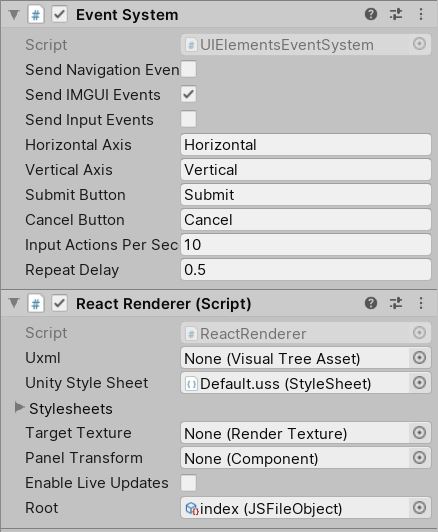 Event System
Script UIElementsEventSystem
Send Navigation Even
Send IMGUI Events
Send Input Events
Horizontal Axis Horizontal
Vertical Axis Vertical
Submit Button Submit
Cancel Button Cancel
Input Actions Per Sec 10
Repeat Delay 0.5
React Renderer (Script)
Script ReactRenderer
Uxml None (Visual Tree Asset)
Unity Style Sheet Default.uss (StyleSheet)
Stylesheets
Target Texture None (Render Texture)
Panel Transform None (Component)
Enable Live Updates
Root index (JSFileObject)